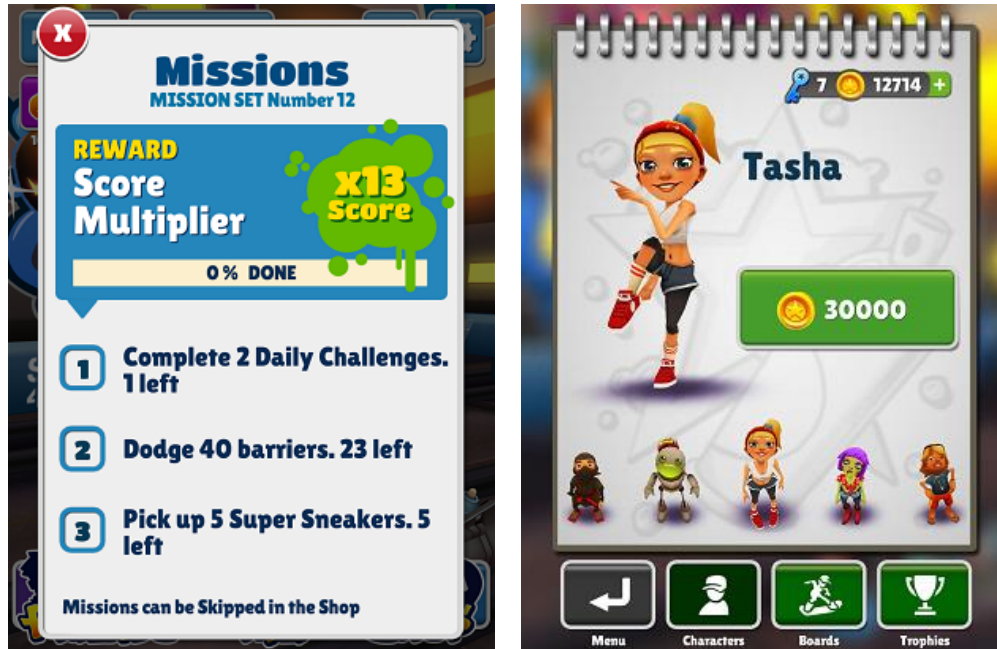 X
Missions
MISSION SET Number 12
REWARD
Score
Multiplier
x13
Score
0% DONE
1
Complete 2 Daily Challenges.
1 left
2
Dodge 40 barriers. 23 left
3
Pick up 5 Super Sneakers. 5
left
Missions can be Skipped in the Shop
7 12714 +
Tasha
30000
Menu Characters Boards Trophies